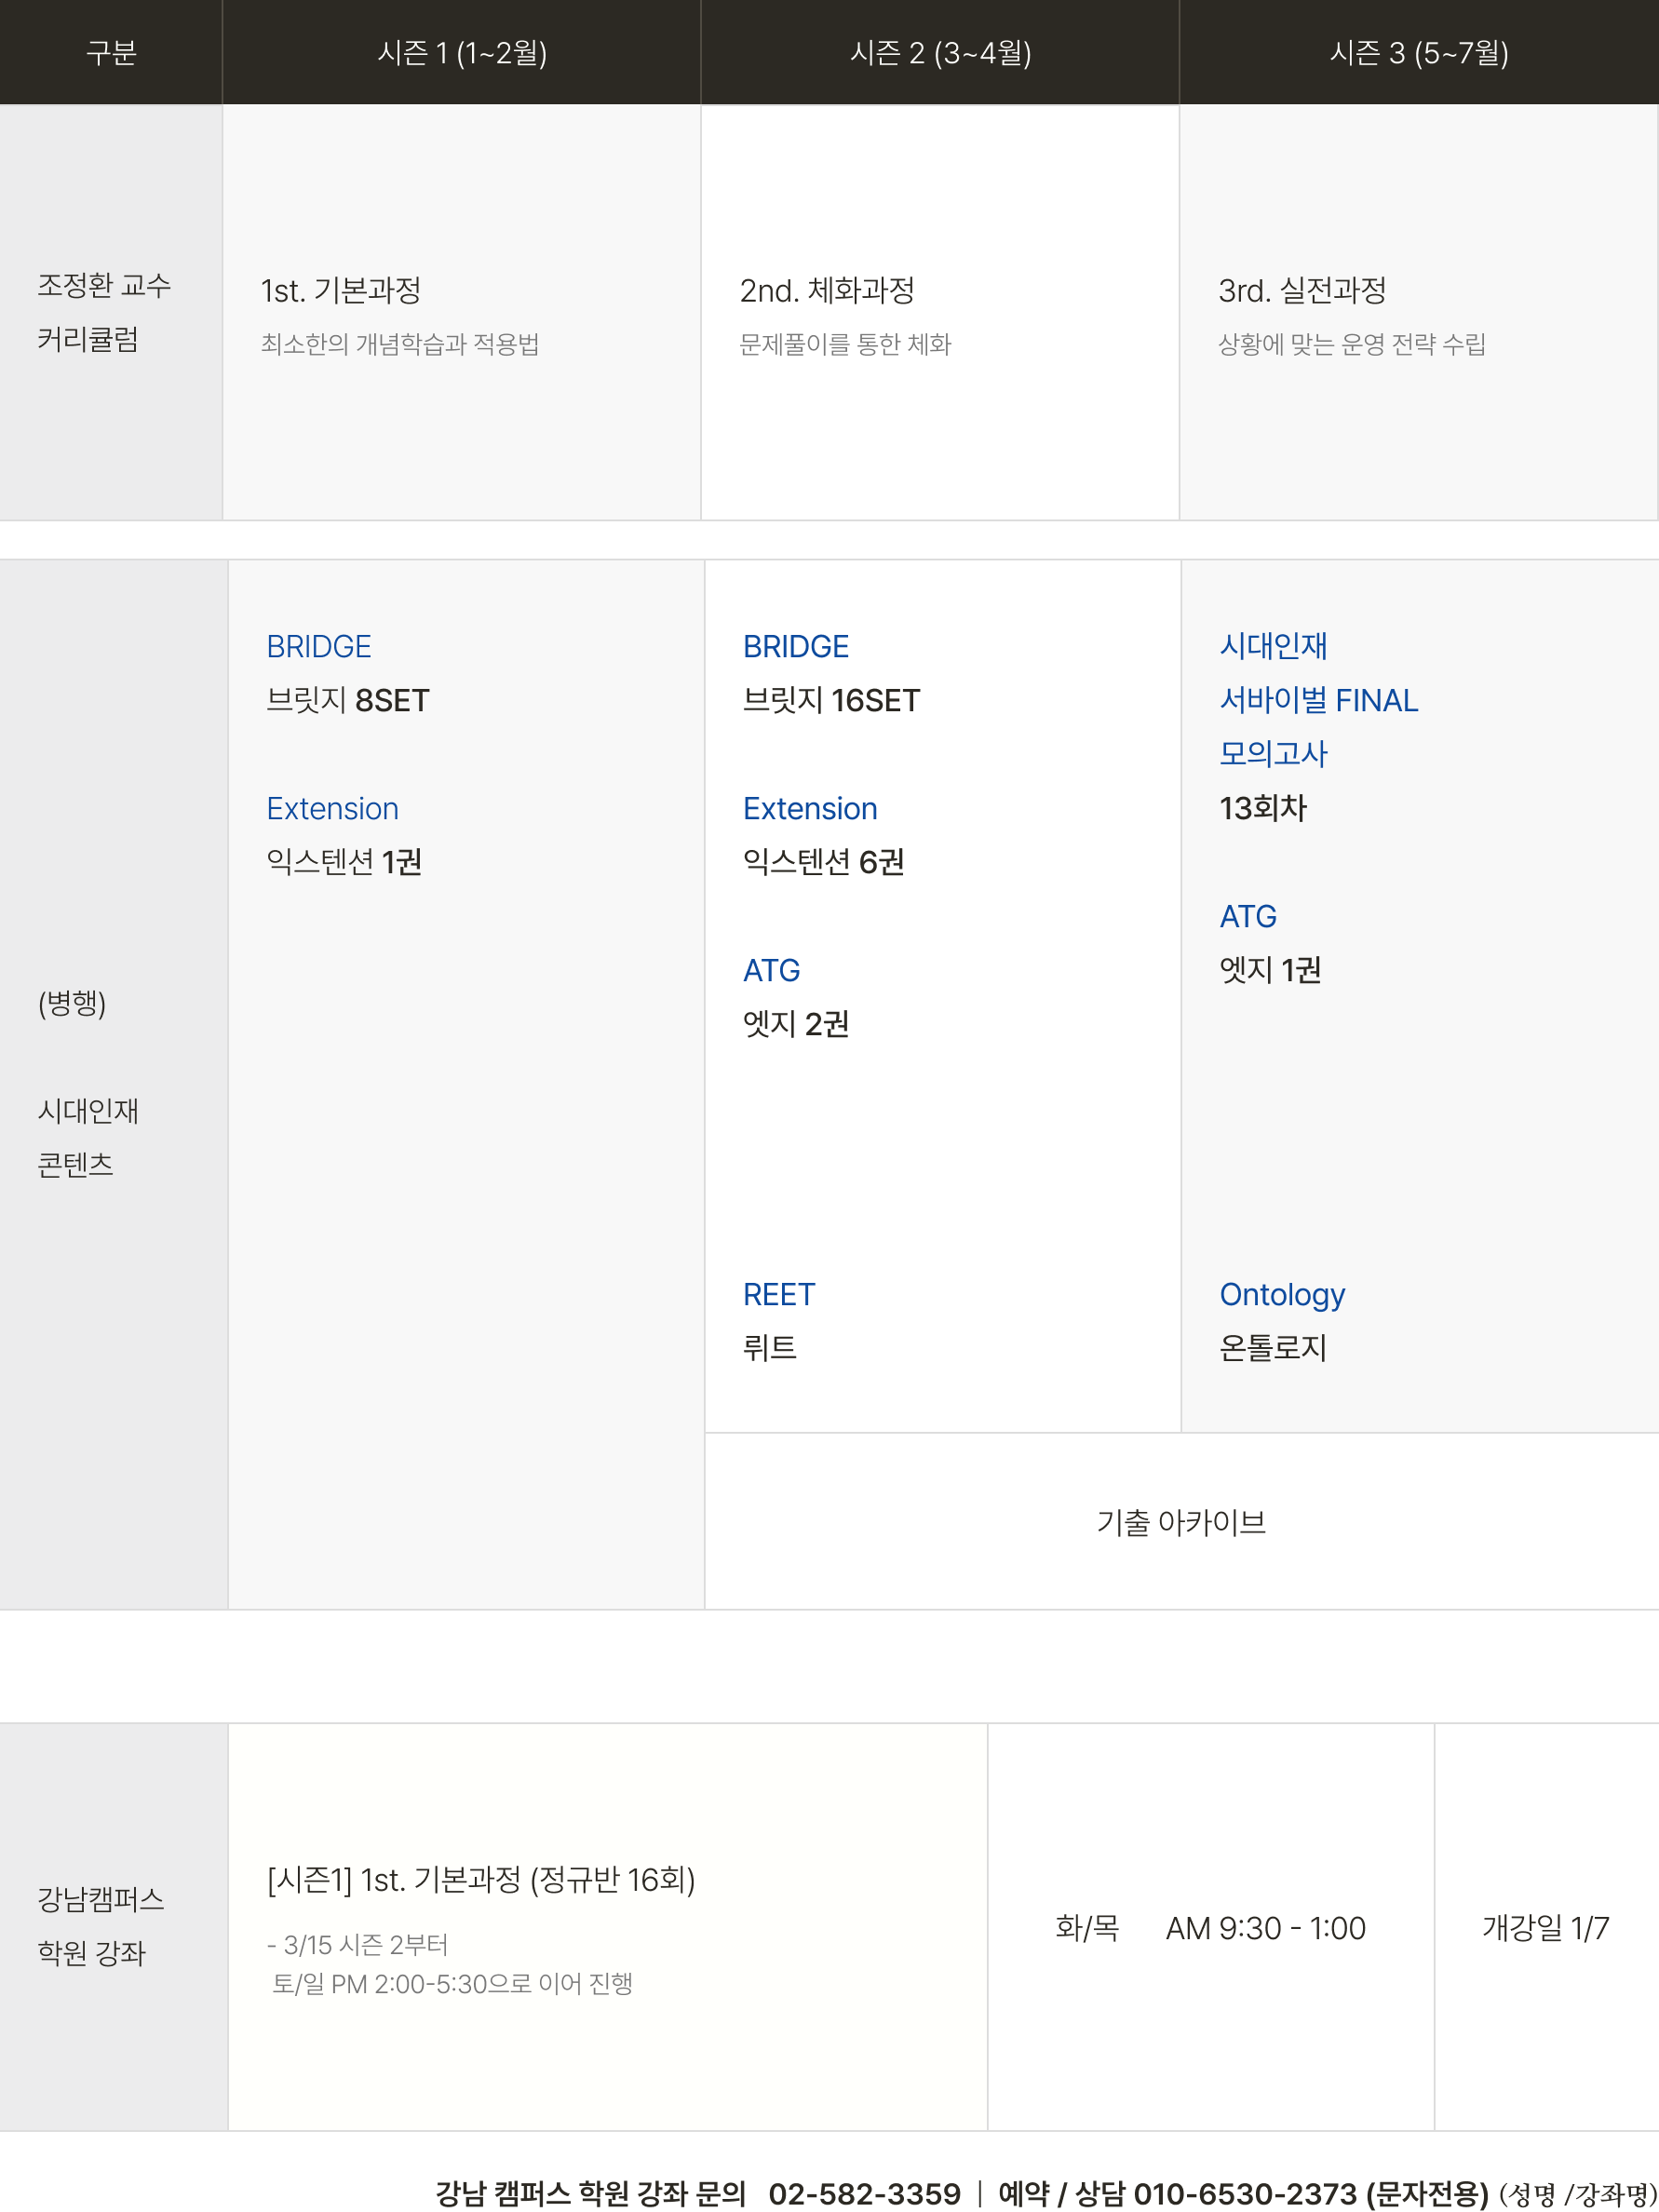 구분
시즌 1 (1~2월)
시즌 2 (3~4월)
시즌 3 (5~7월)
조정환 교수
커리큘럼
1st. 기본과정
최소한의 개념학습과 적용법
2nd. 체화과정
문제풀이를 통한 체화
3rd. 실전과정
상황에 맞는 운영 전략 수립
(병행)
시대인재
콘텐츠
BRIDGE
브릿지 8SET
Extension
익스텐션 1권
BRIDGE
브릿지 16SET
Extension
익스텐션 6권
ATG
엣지 2권
REET
뤼트
시대인재
서바이벌 FINAL
모의고사
13회차
ATG
엣지 1권
Ontology
온톨로지
기출 아카이브
강남캠퍼스
학원 강좌
[시즌1] 1st. 기본과정 (정규반 16회)
- 3/15 시즌 2부터
토/일 PM 2:00-5:30으로 이어 진행
화/목 AM 9:30 - 1:00
개강일 1/7
강남 캠퍼스 학원 강좌 문의 02-582-3359 | 예약 / 상담 010-6530-2373 (문자전용) (성명 /강좌명)